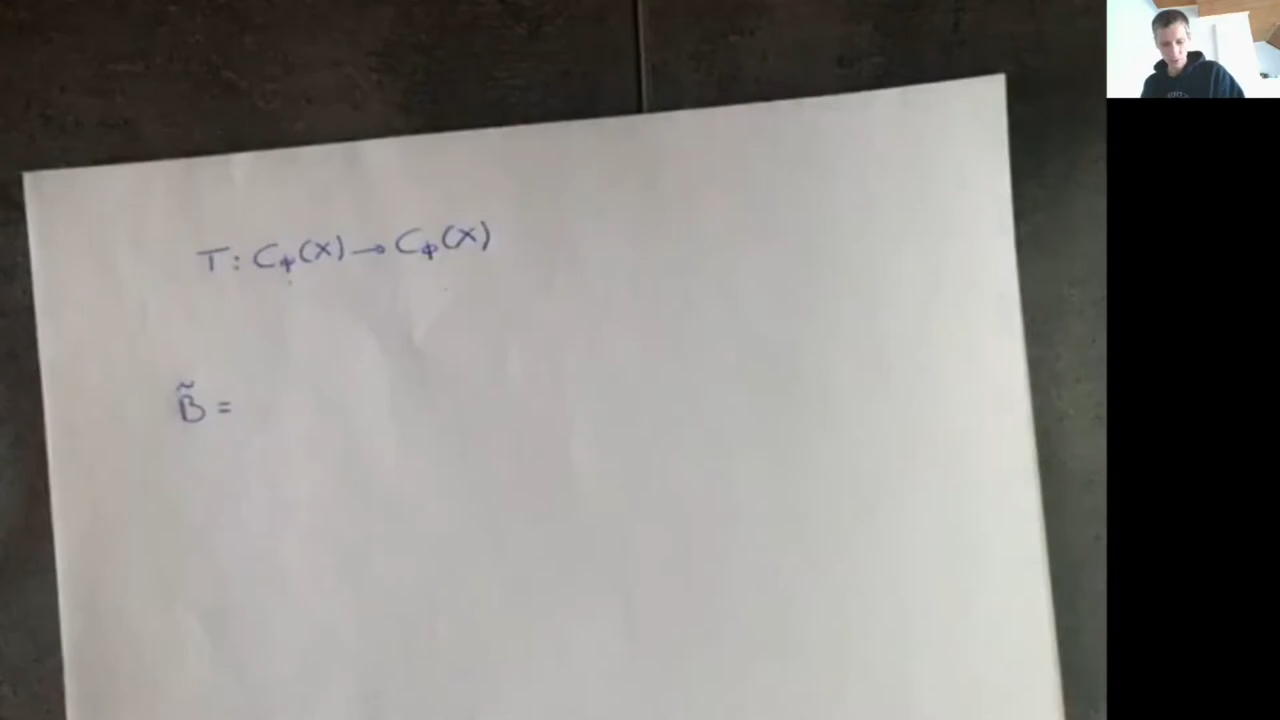 T: C_ϕ(X) → C_ϕ(X)
B̃ =